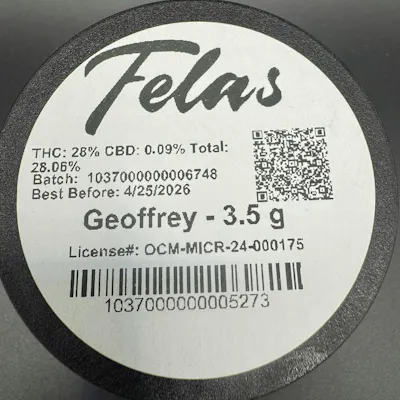 Felas
THC: 28% CBD: 0.09% Total:
28.06%
Batch: 1037000000006748
Best Before: 4/25/2026
Geoffrey - 3.5 g
License#: OCM-MICR-24-000175
1037000000005273